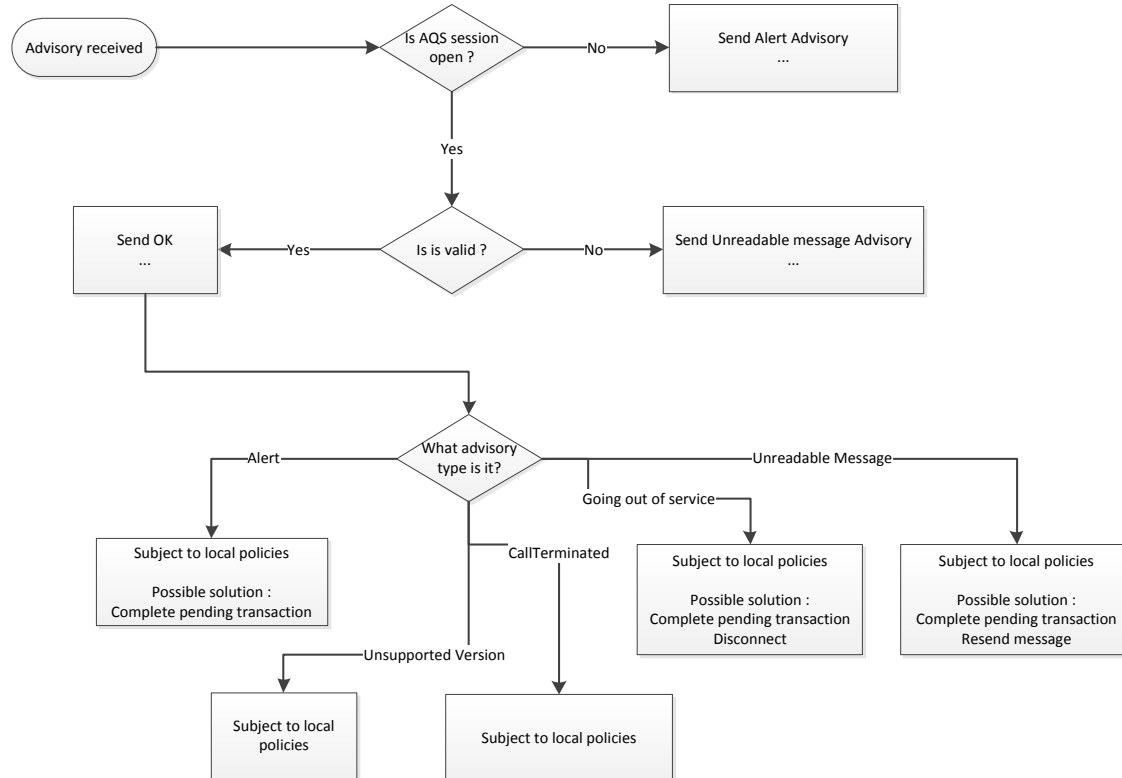 Advisory received
Is AQS session
open ?
No
Send Alert Advisory
...
Yes
Send OK
...
Yes
Is is valid ?
No
Send Unreadable message Advisory
...
What advisory
type is it?
Alert
Unreadable Message
Going out of service
Subject to local policies
Possible solution :
Complete pending transaction
CallTerminated
Subject to local policies
Possible solution :
Complete pending transaction
Disconnect
Subject to local policies
Possible solution :
Complete pending transaction
Resend message
Unsupported Version
Subject to local
policies
Subject to local policies